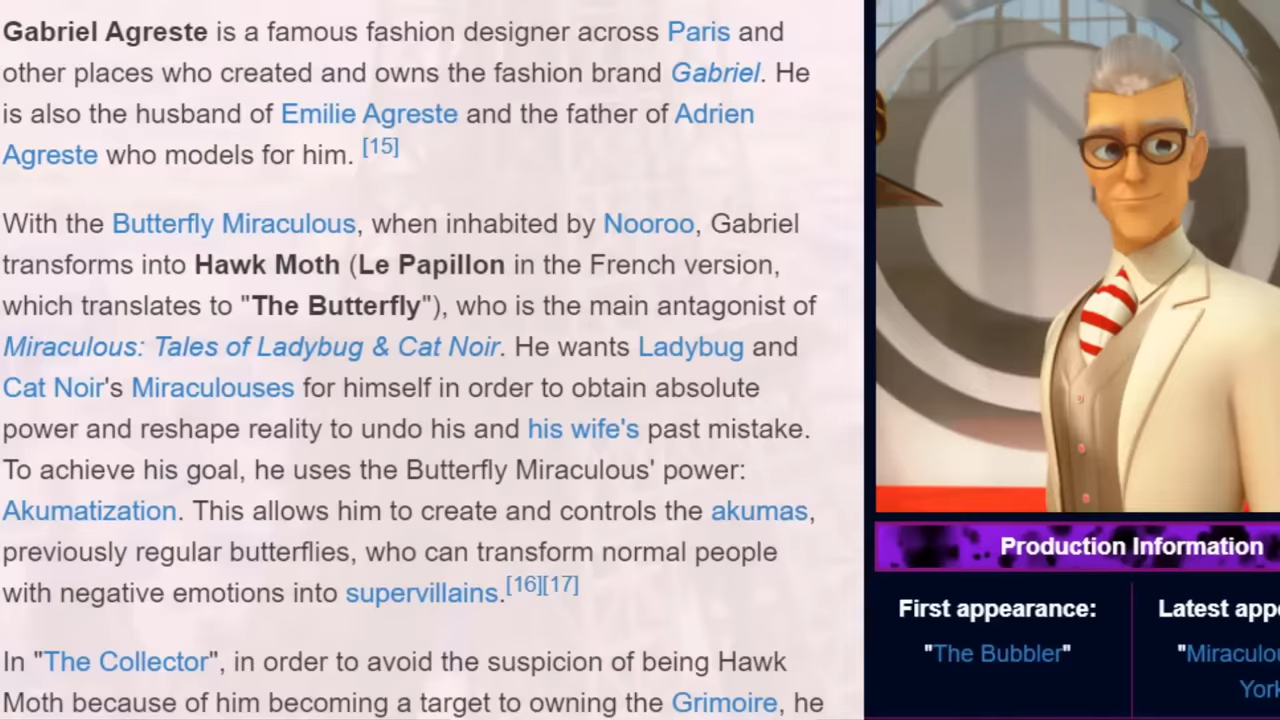 Gabriel Agreste is a famous fashion designer across Paris and
other places who created and owns the fashion brand Gabriel. He
is also the husband of Emilie Agreste and the father of Adrien
Agreste who models for him. [15]
With the Butterfly Miraculous, when inhabited by Nooroo, Gabriel
transforms into Hawk Moth (Le Papillon in the French version,
which translates to "The Butterfly"), who is the main antagonist of
Miraculous: Tales of Ladybug & Cat Noir. He wants Ladybug and
Cat Noir's Miraculouses for himself in order to obtain absolute
power and reshape reality to undo his and his wife's past mistake.
To achieve his goal, he uses the Butterfly Miraculous' power:
Akumatization. This allows him to create and controls the akumas,
previously regular butterflies, who can transform normal people
with negative emotions into supervillains.[16][17]
In "The Collector", in order to avoid the suspicion of being Hawk
Moth because of him becoming a target to owning the Grimoire, he
Production Information
First appearance:
"The Bubbler"
Latest appe
"Miraculou
York